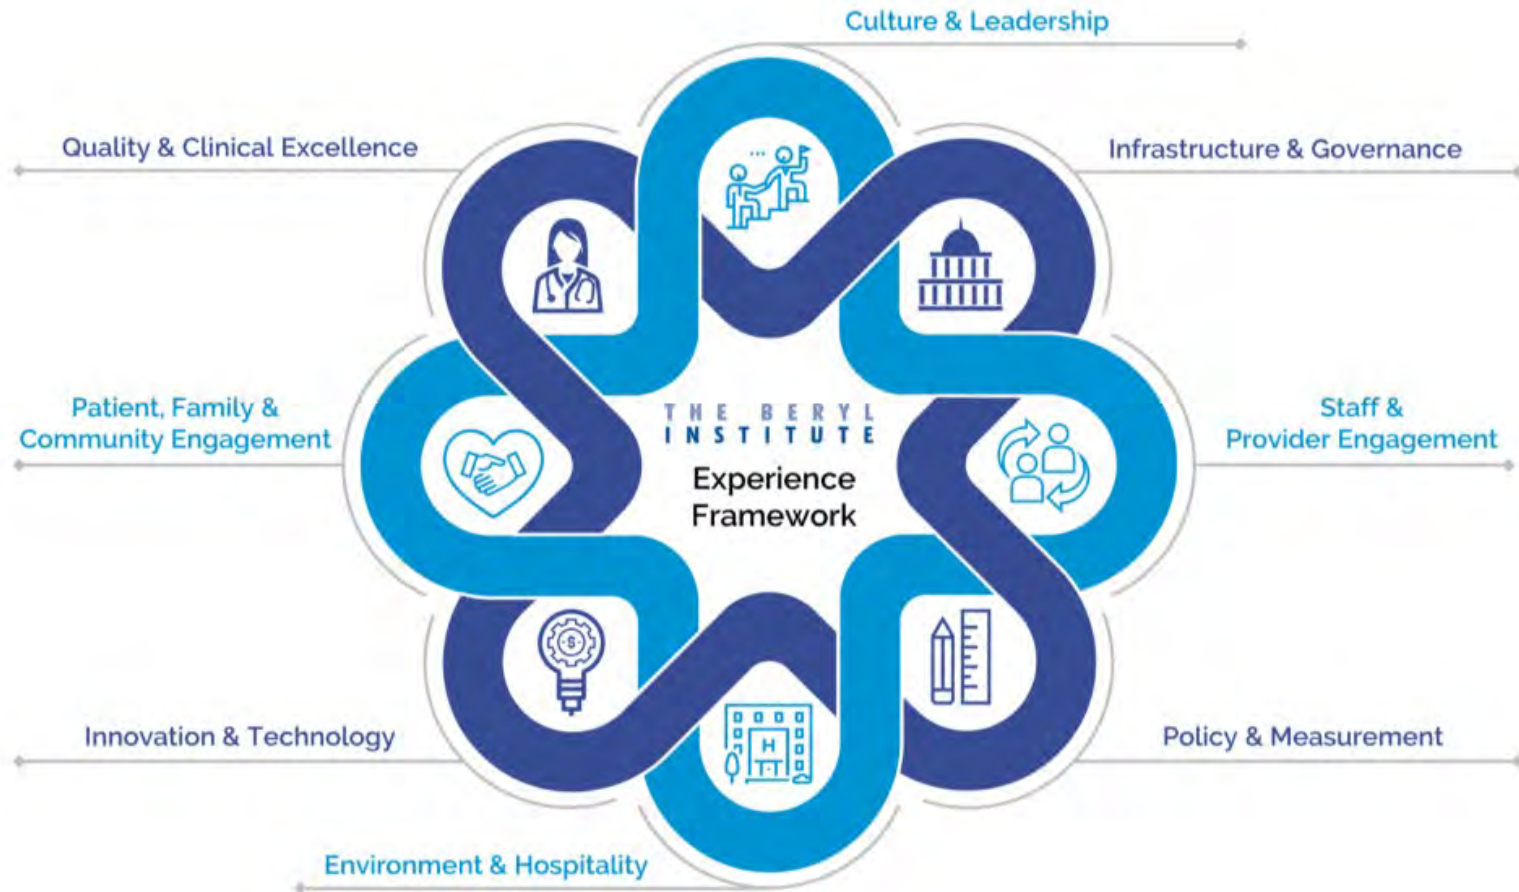 Culture & Leadership
Quality & Clinical Excellence
Infrastructure & Governance
Patient, Family &
Community Engagement
THE BERYL
INSTITUTE
Experience
Framework
Staff &
Provider Engagement
$
H
Innovation & Technology
Policy & Measurement
Environment & Hospitality